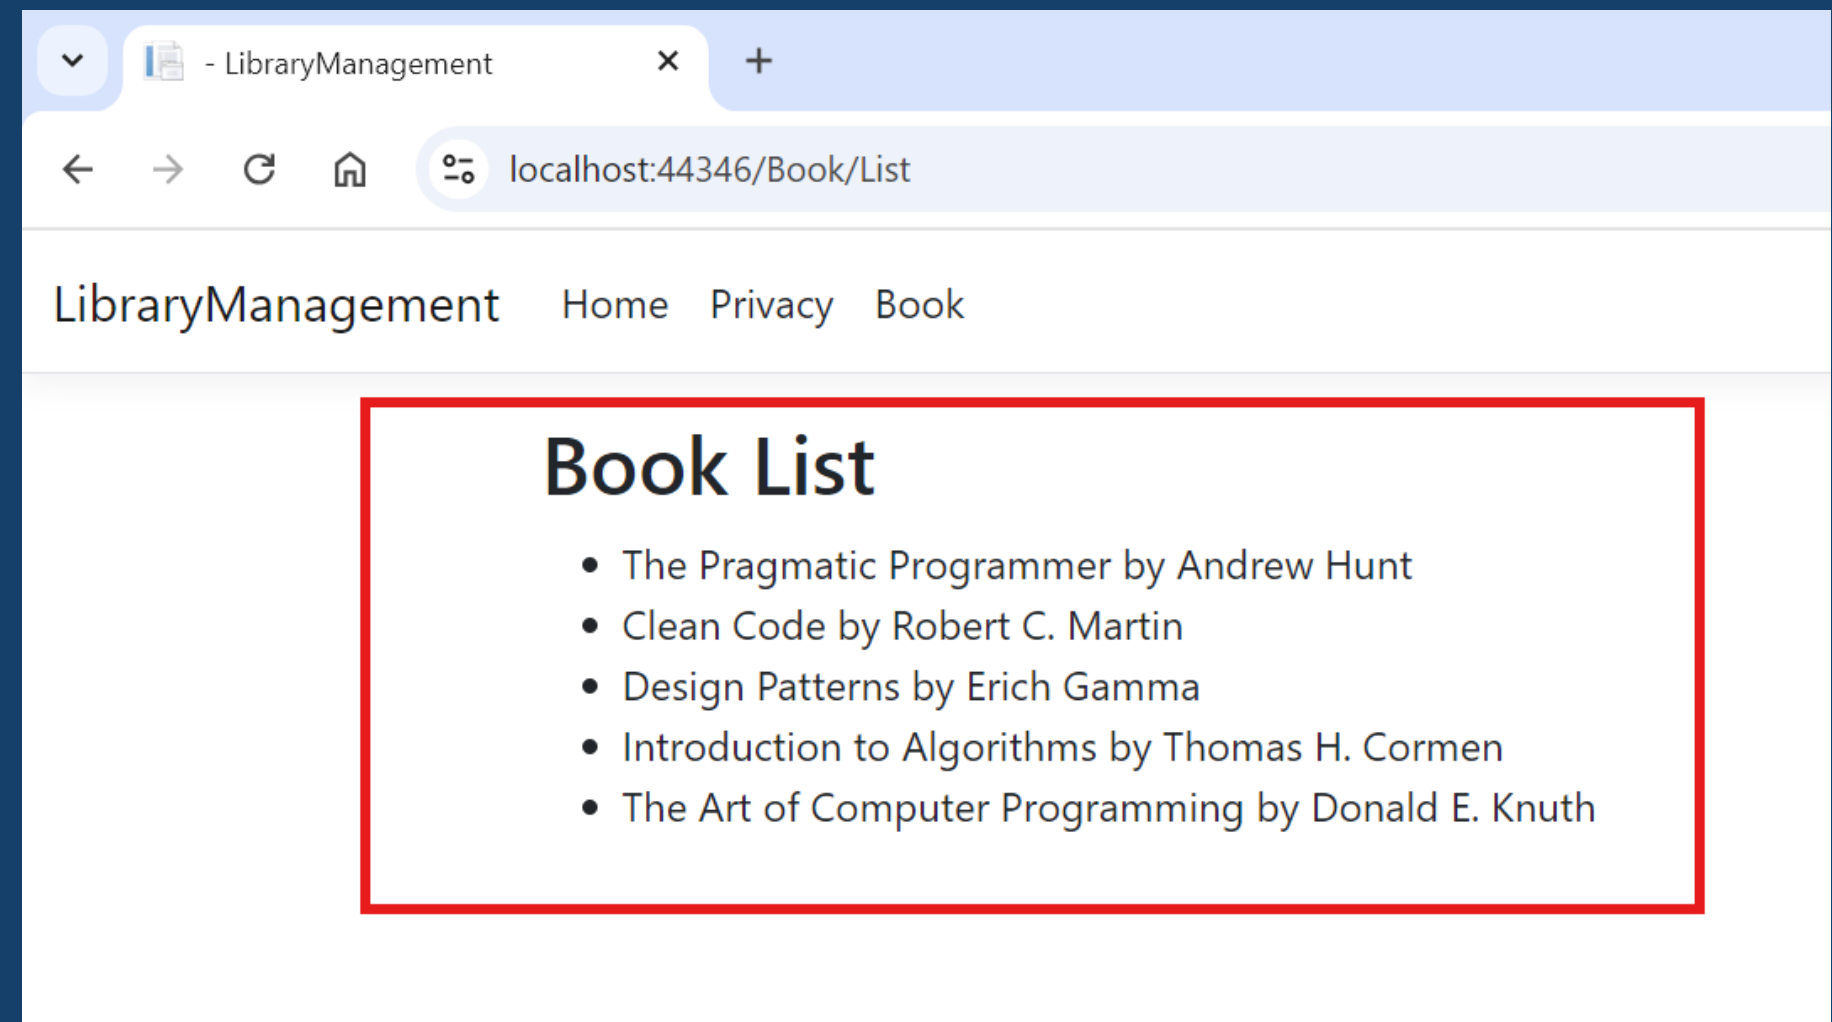 - LibraryManagement
localhost:44346/Book/List
LibraryManagement Home Privacy Book
Book List
• The Pragmatic Programmer by Andrew Hunt
• Clean Code by Robert C. Martin
• Design Patterns by Erich Gamma
• Introduction to Algorithms by Thomas H. Cormen
• The Art of Computer Programming by Donald E. Knuth